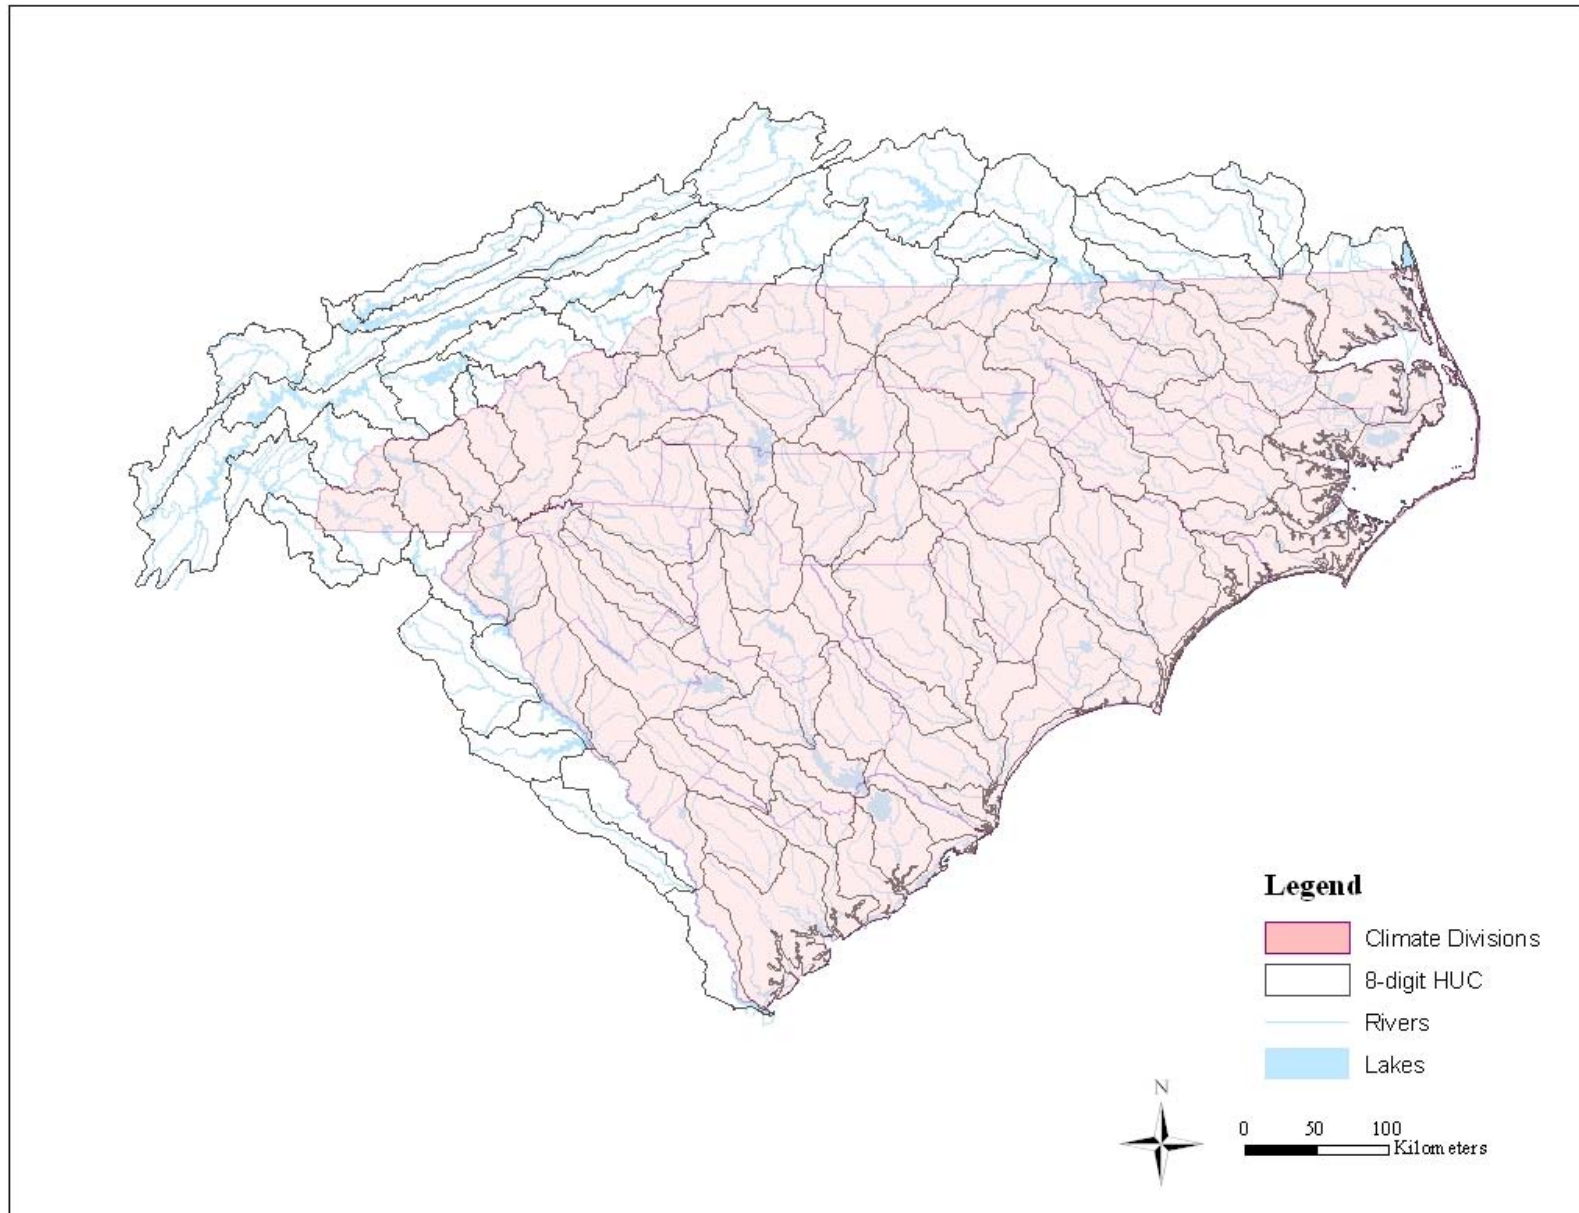 Legend
Climate Divisions
8-digit HUC
Rivers
Lakes
N
0 50 100
Kilometers